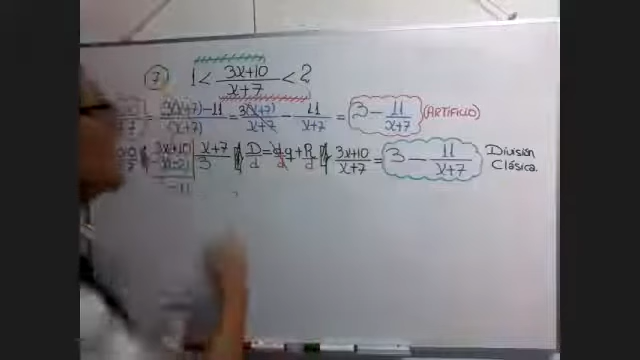 7 1 < 3x+10/x+7 < 2
= 3(x+7)-11/(x+7) = 3(x+7)/x+7 - 11/x+7 = 3 - 11/x+7 (ARTIFICIO)
3x+10 | x+7 D/d = d·q/d + R/d 3x+10/x+7 = 3 - 11/x+7 División Clásica.
3
-11